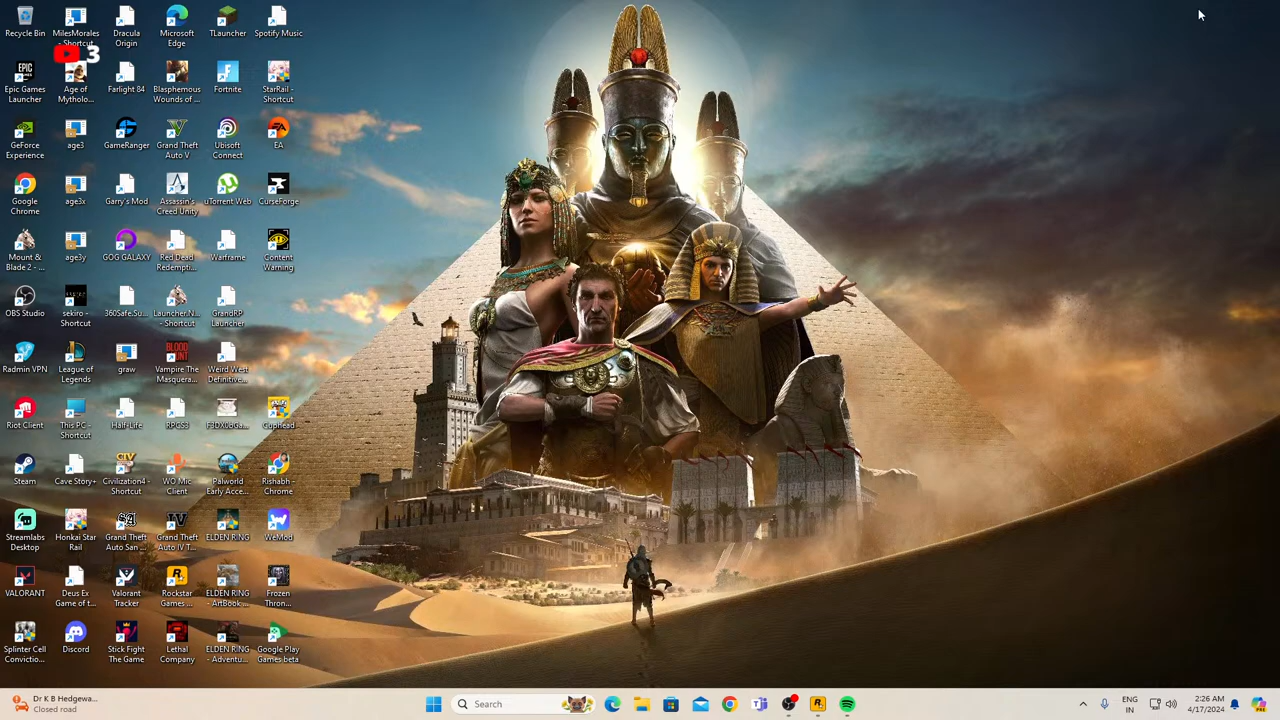 Recycle Bin
MilesMorales - Shortcut
Dracula Origin
Microsoft Edge
TLauncher
Spotify Music
3
Epic Games Launcher
Age of Mytholo...
Farlight 84
Blasphemous Wounds of ...
Fortnite
StarRail - Shortcut
GeForce Experience
age3
GameRanger
Grand Theft Auto V
Ubisoft Connect
EA
Google Chrome
age3x
Garry's Mod
Assassin's Creed Unity
uTorrent Web
CurseForge
Mount & Blade 2 - ...
age3y
GOG GALAXY
Red Dead Redempti...
Warframe
Content Warning
OBS Studio
sekiro - Shortcut
360Safe.Su...
Launcher.N... - Shortcut
GrandRP Launcher
Radmin VPN
League of Legends
graw
Vampire The Masquera...
Weird West Definitive...
Riot Client
This PC - Shortcut
Half-Life
RPCS3
F3DX0bGa...
Cuphead
Steam
Cave Story+
Civilization4 - Shortcut
WO Mic Client
Palworld Early Acce...
Rishabh - Chrome
Streamlabs Desktop
Honkai Star Rail
Grand Theft Auto San ...
Grand Theft Auto IV T...
ELDEN RING
WeMod
VALORANT
Deus Ex Game of t...
Valorant Tracker
Rockstar Games ...
ELDEN RING - ArtBook ...
Frozen Thron...
Splinter Cell Convictio...
Discord
Stick Fight The Game
Lethal Company
ELDEN RING - Adventu...
Google Play Games beta
Dr K B Hedgewa...
Closed road
Search
ENG
IN
2:26 AM
4/17/2024